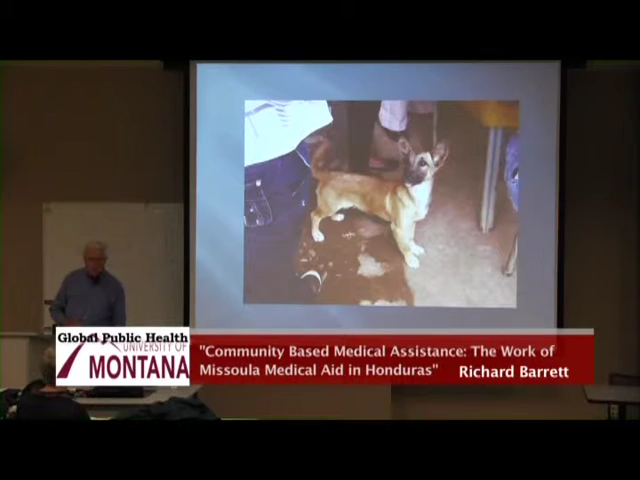 Global Public Health
UNIVERSITY OF
MONTANA
"Community Based Medical Assistance: The Work of
Missoula Medical Aid in Honduras"
Richard Barrett